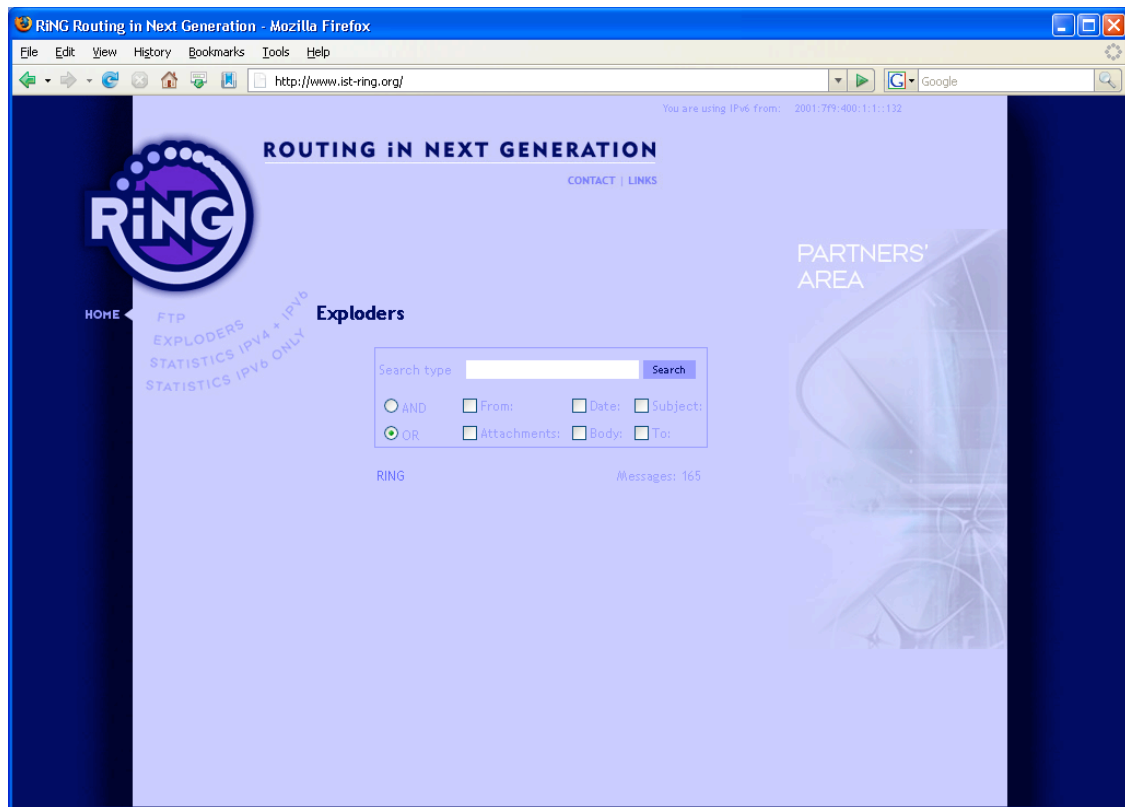 RiNG Routing in Next Generation - Mozilla Firefox
File Edit View History Bookmarks Tools Help
http://www.ist-ring.org/
G Google
You are using IPv6 from: 2001:7f9:400:1:1::132
ROUTING iN NEXT GENERATION
CONTACT | LINKS
RiNG
PARTNERS'
AREA
HOME
FTP
EXPLODERS
STATISTICS IPV4 + IPV6
STATISTICS IPV6 ONLY
Exploders
Search type Search
AND From: Date: Subject:
OR Attachments: Body: To:
RING Messages: 165